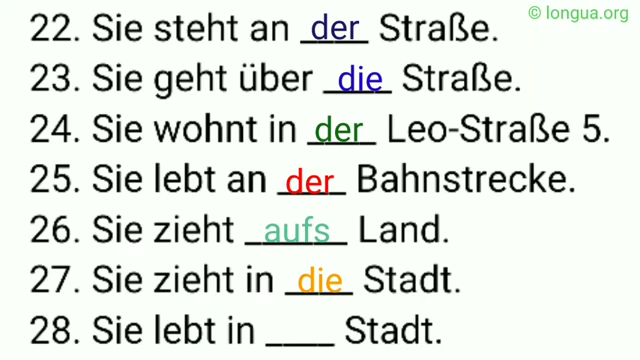 © longua.org
22. Sie steht an der Straße.
23. Sie geht über die Straße.
24. Sie wohnt in der Leo-Straße 5.
25. Sie lebt an der Bahnstrecke.
26. Sie zieht aufs Land.
27. Sie zieht in die Stadt.
28. Sie lebt in ____ Stadt.